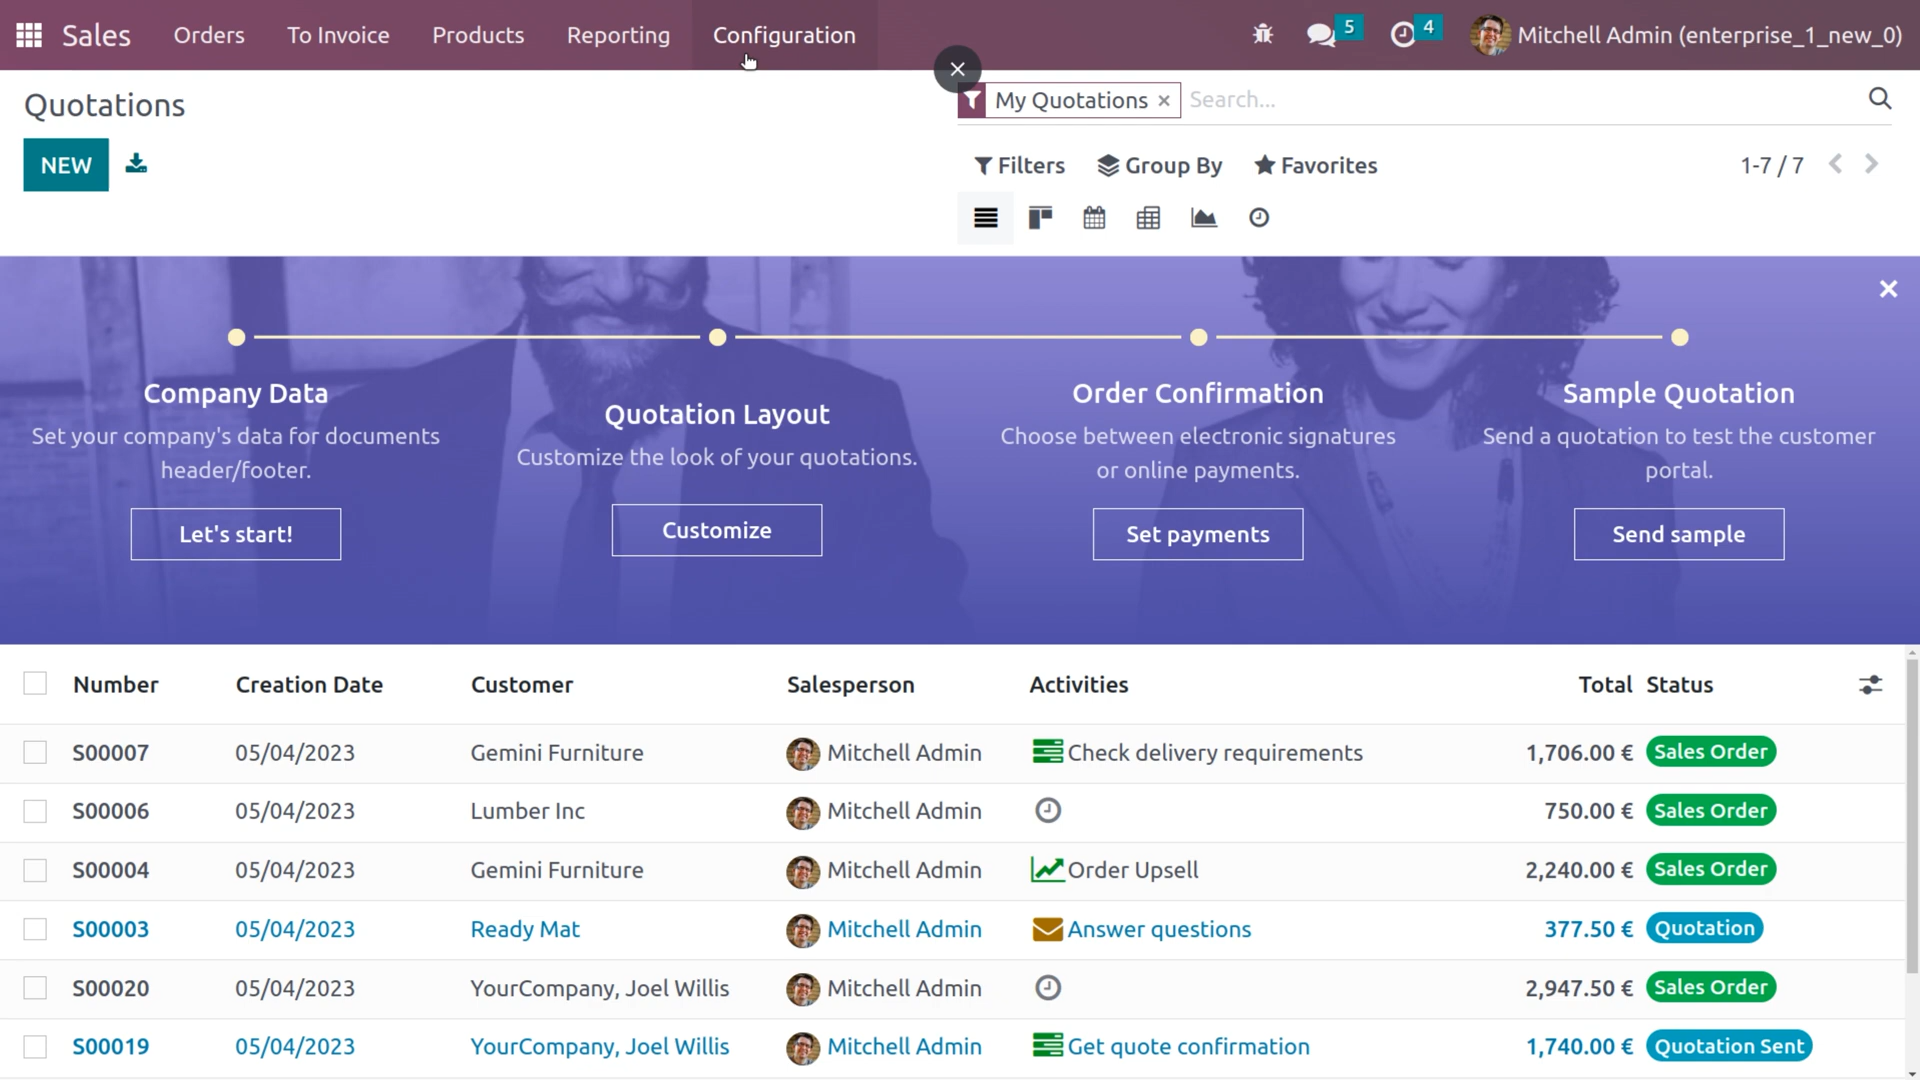 Sales Orders To Invoice Products Reporting Configuration 5 4 Mitchell Admin (enterprise_1_new_0)
Quotations
My Quotations × Search...
NEW
Filters Group By Favorites 1-7 / 7
Company Data
Set your company's data for documents
header/footer.
Let's start!
Quotation Layout
Customize the look of your quotations.
Customize
Order Confirmation
Choose between electronic signatures
or online payments.
Set payments
Sample Quotation
Send a quotation to test the customer
portal.
Send sample
Number Creation Date Customer Salesperson Activities Total Status
S00007 05/04/2023 Gemini Furniture Mitchell Admin Check delivery requirements 1,706.00 € Sales Order
S00006 05/04/2023 Lumber Inc Mitchell Admin 750.00 € Sales Order
S00004 05/04/2023 Gemini Furniture Mitchell Admin Order Upsell 2,240.00 € Sales Order
S00003 05/04/2023 Ready Mat Mitchell Admin Answer questions 377.50 € Quotation
S00020 05/04/2023 YourCompany, Joel Willis Mitchell Admin 2,947.50 € Sales Order
S00019 05/04/2023 YourCompany, Joel Willis Mitchell Admin Get quote confirmation 1,740.00 € Quotation Sent